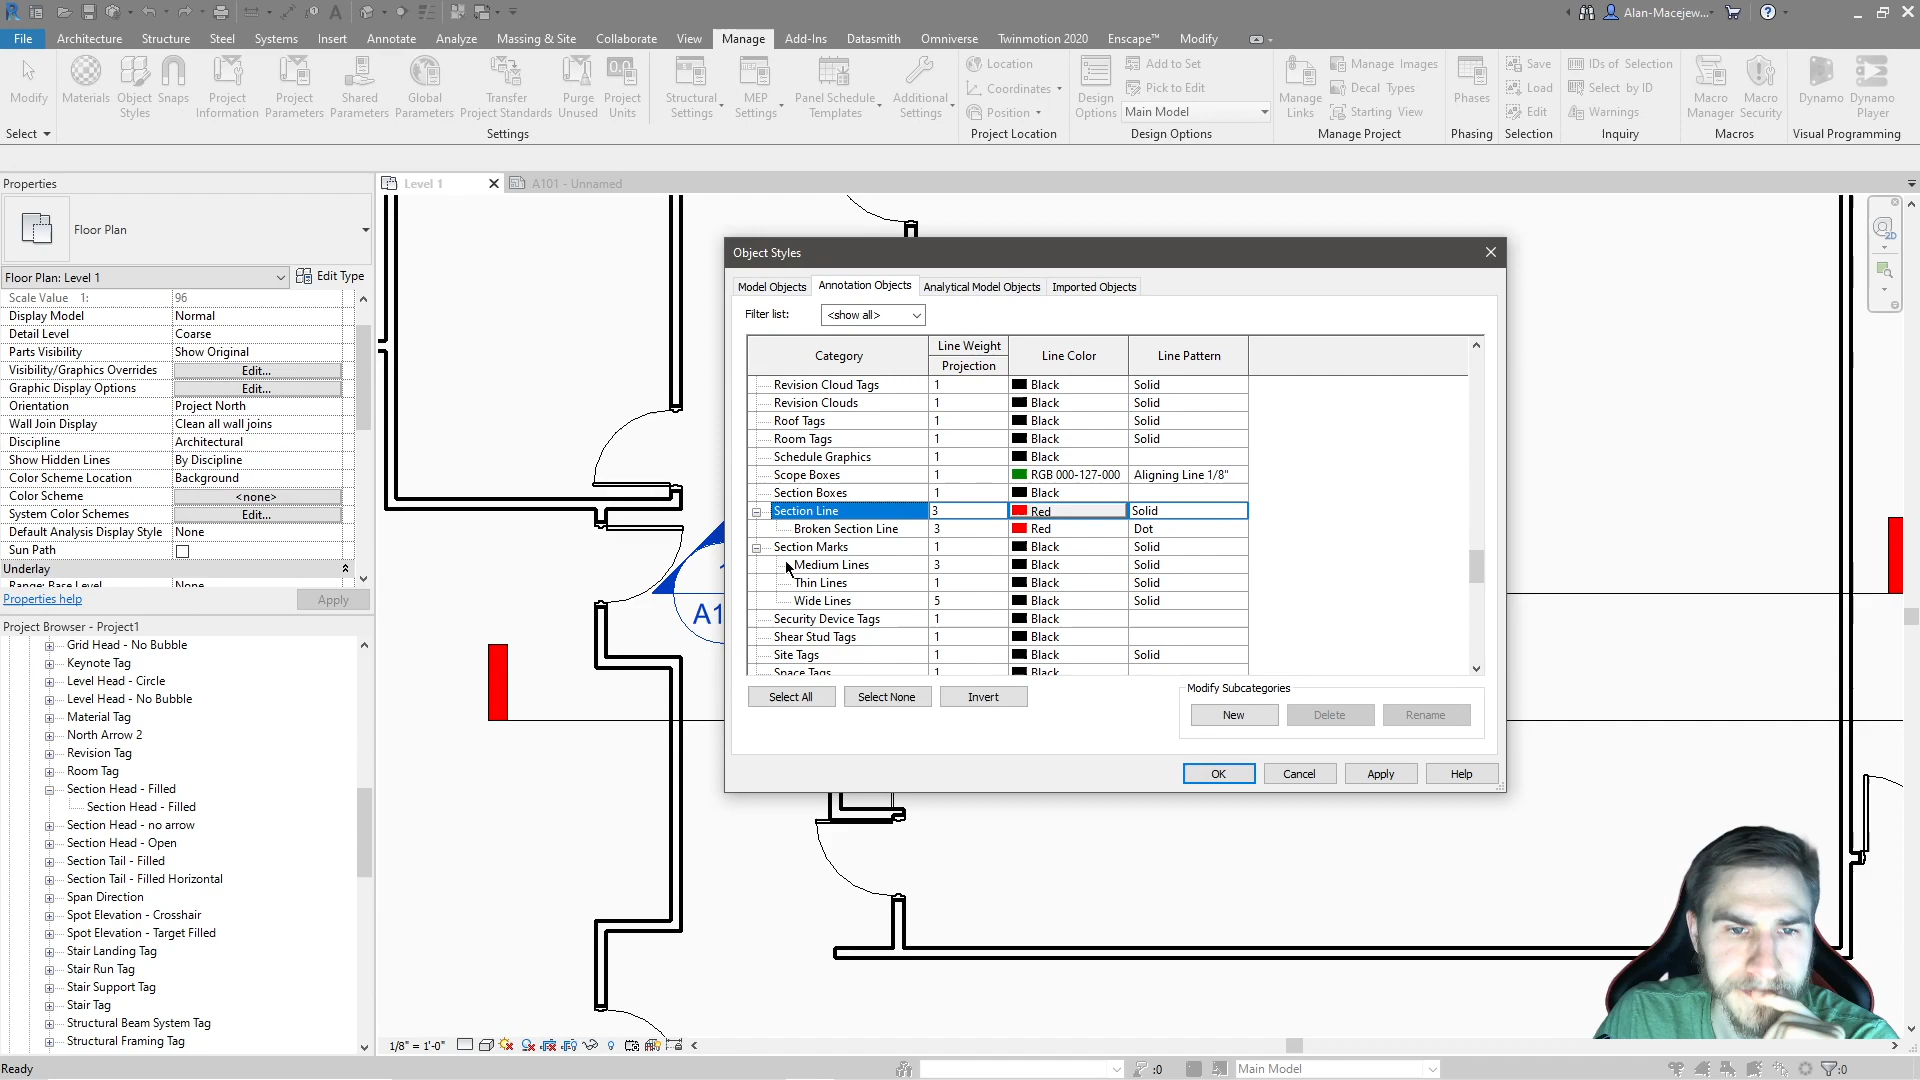 Alan-Macejew...
File Architecture Structure Steel Systems Insert Annotate Analyze Massing & Site Collaborate View Manage Add-Ins Datasmith Omniverse Twinmotion 2020 Enscape™ Modify
Modify
Materials
Object Styles
Snaps
Project Information
Project Parameters
Shared Parameters
Global Parameters
Transfer Project Standards
Purge Unused
Project Units
Structural Settings
MEP Settings
Panel Schedule Templates
Additional Settings
Location
Coordinates
Position
Design Options
Add to Set
Pick to Edit
Main Model
Manage Links
Manage Images
Decal Types
Starting View
Phases
Save
Load
Edit
IDs of Selection
Select by ID
Warnings
Macro Manager
Macro Security
Dynamo
Dynamo Player
Select
Settings
Project Location
Design Options
Manage Project
Phasing
Selection
Inquiry
Macros
Visual Programming
Properties
Level 1
A101 - Unnamed
Floor Plan
Floor Plan: Level 1
Edit Type
Scale Value 1: 96
Display Model Normal
Detail Level Coarse
Parts Visibility Show Original
Visibility/Graphics Overrides Edit...
Graphic Display Options Edit...
Orientation Project North
Wall Join Display Clean all wall joins
Discipline Architectural
Show Hidden Lines By Discipline
Color Scheme Location Background
Color Scheme <none>
System Color Schemes Edit...
Default Analysis Display Style None
Sun Path
Underlay
Range: Base Level None
Properties help
Apply
Project Browser - Project1
Grid Head - No Bubble
Keynote Tag
Level Head - Circle
Level Head - No Bubble
Material Tag
North Arrow 2
Revision Tag
Room Tag
Section Head - Filled
Section Head - Filled
Section Head - no arrow
Section Head - Open
Section Tail - Filled
Section Tail - Filled Horizontal
Span Direction
Spot Elevation - Crosshair
Spot Elevation - Target Filled
Stair Landing Tag
Stair Run Tag
Stair Support Tag
Stair Tag
Structural Beam System Tag
Structural Framing Tag
A1
Object Styles
Model Objects Annotation Objects Analytical Model Objects Imported Objects
Filter list: <show all>
Category Line Weight Line Color Line Pattern
Projection
Revision Cloud Tags 1 Black Solid
Revision Clouds 1 Black Solid
Roof Tags 1 Black Solid
Room Tags 1 Black Solid
Schedule Graphics 1 Black
Scope Boxes 1 RGB 000-127-000 Aligning Line 1/8"
Section Boxes 1 Black
Section Line 3 Red Solid
Broken Section Line 3 Red Dot
Section Marks 1 Black Solid
Medium Lines 3 Black Solid
Thin Lines 1 Black Solid
Wide Lines 5 Black Solid
Security Device Tags 1 Black
Shear Stud Tags 1 Black
Site Tags 1 Black Solid
Space Tags 1 Black
Select All
Select None
Invert
Modify Subcategories
New
Delete
Rename
OK
Cancel
Apply
Help
1/8" = 1'-0"
Ready
:0
Main Model
:0